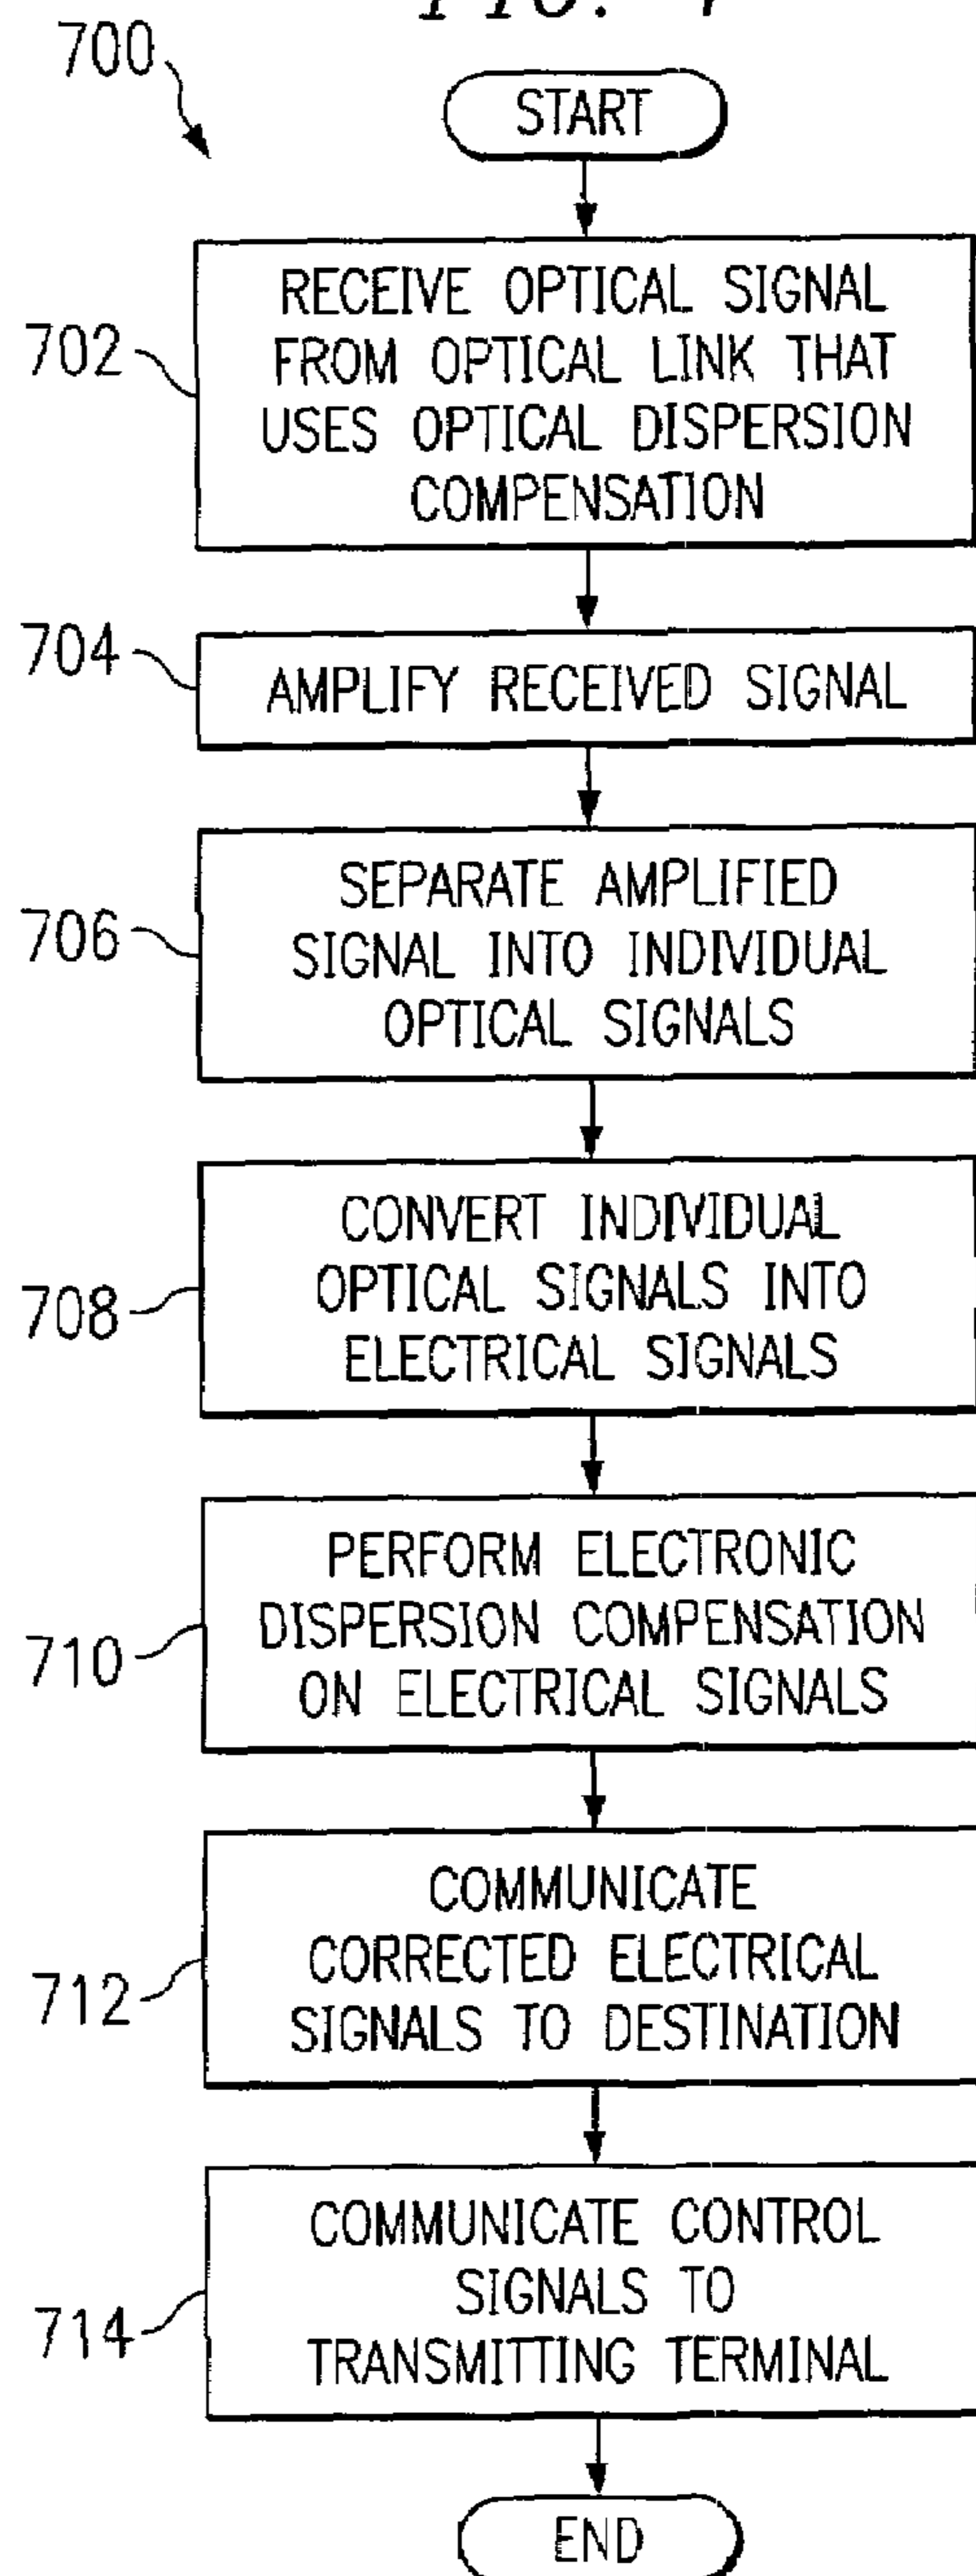 FIG. 7
700
START
702
RECEIVE OPTICAL SIGNAL
FROM OPTICAL LINK THAT
USES OPTICAL DISPERSION
COMPENSATION
704
AMPLIFY RECEIVED SIGNAL
706
SEPARATE AMPLIFIED
SIGNAL INTO INDIVIDUAL
OPTICAL SIGNALS
708
CONVERT INDIVIDUAL
OPTICAL SIGNALS INTO
ELECTRICAL SIGNALS
710
PERFORM ELECTRONIC
DISPERSION COMPENSATION
ON ELECTRICAL SIGNALS
712
COMMUNICATE
CORRECTED ELECTRICAL
SIGNALS TO DESTINATION
714
COMMUNICATE CONTROL
SIGNALS TO
TRANSMITTING TERMINAL
END